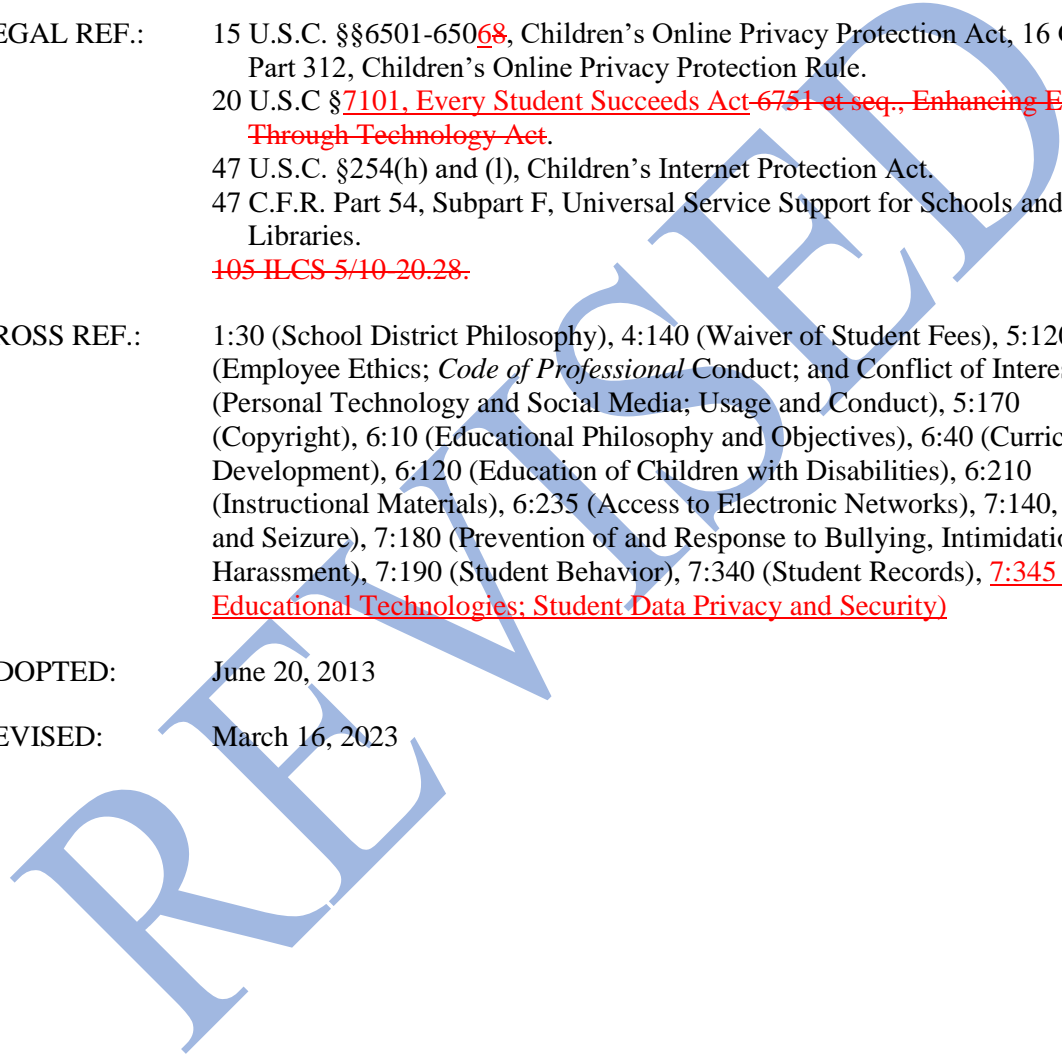 EGAL REF.: 15 U.S.C. §§6501-65068, Children’s Online Privacy Protection Act, 16
Part 312, Children’s Online Privacy Protection Rule.
20 U.S.C §7101, Every Student Succeeds Act 6751 et seq., Enhancing E
Through Technology Act.
47 U.S.C. §254(h) and (l), Children’s Internet Protection Act.
47 C.F.R. Part 54, Subpart F, Universal Service Support for Schools and
Libraries.
105 ILCS 5/10-20.28.
ROSS REF.: 1:30 (School District Philosophy), 4:140 (Waiver of Student Fees), 5:120
(Employee Ethics; Code of Professional Conduct; and Conflict of Interes
(Personal Technology and Social Media; Usage and Conduct), 5:170
(Copyright), 6:10 (Educational Philosophy and Objectives), 6:40 (Curric
Development), 6:120 (Education of Children with Disabilities), 6:210
(Instructional Materials), 6:235 (Access to Electronic Networks), 7:140,
and Seizure), 7:180 (Prevention of and Response to Bullying, Intimidatio
Harassment), 7:190 (Student Behavior), 7:340 (Student Records), 7:345
Educational Technologies; Student Data Privacy and Security)
DOPTED: June 20, 2013
EVISED: March 16, 2023
REVISED